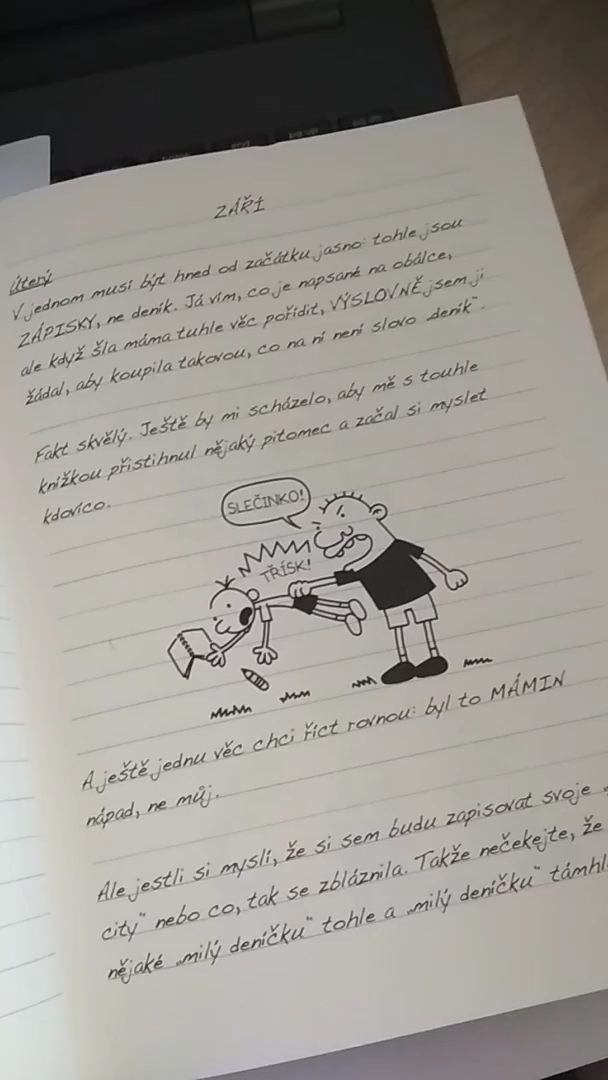 ZÁŘÍ
Úterý
V jednom musí být hned od začátku jasno: tohle jsou
ZÁPISKY, ne deník. Já vím, co je napsané na obálce,
ale když šla máma tuhle věc pořídit, VÝSLOVNĚ jsem ji
žádal, aby koupila takovou, co na ní není slovo „deník“.
Fakt skvělý. Ještě by mi scházelo, aby mě s touhle
knížkou přistihnul nějaký pitomec a začal si myslet
kdovíco.
SLEČINKO!
TŘÍSK!
A ještě jednu věc chci říct rovnou: byl to MÁMIN
nápad, ne můj.
Ale jestli si myslí, že si sem budu zapisovat svoje
city“ nebo co, tak se zbláznila. Takže nečekejte, že
nějaké „milý deníčku“ tohle a „milý deníčku“